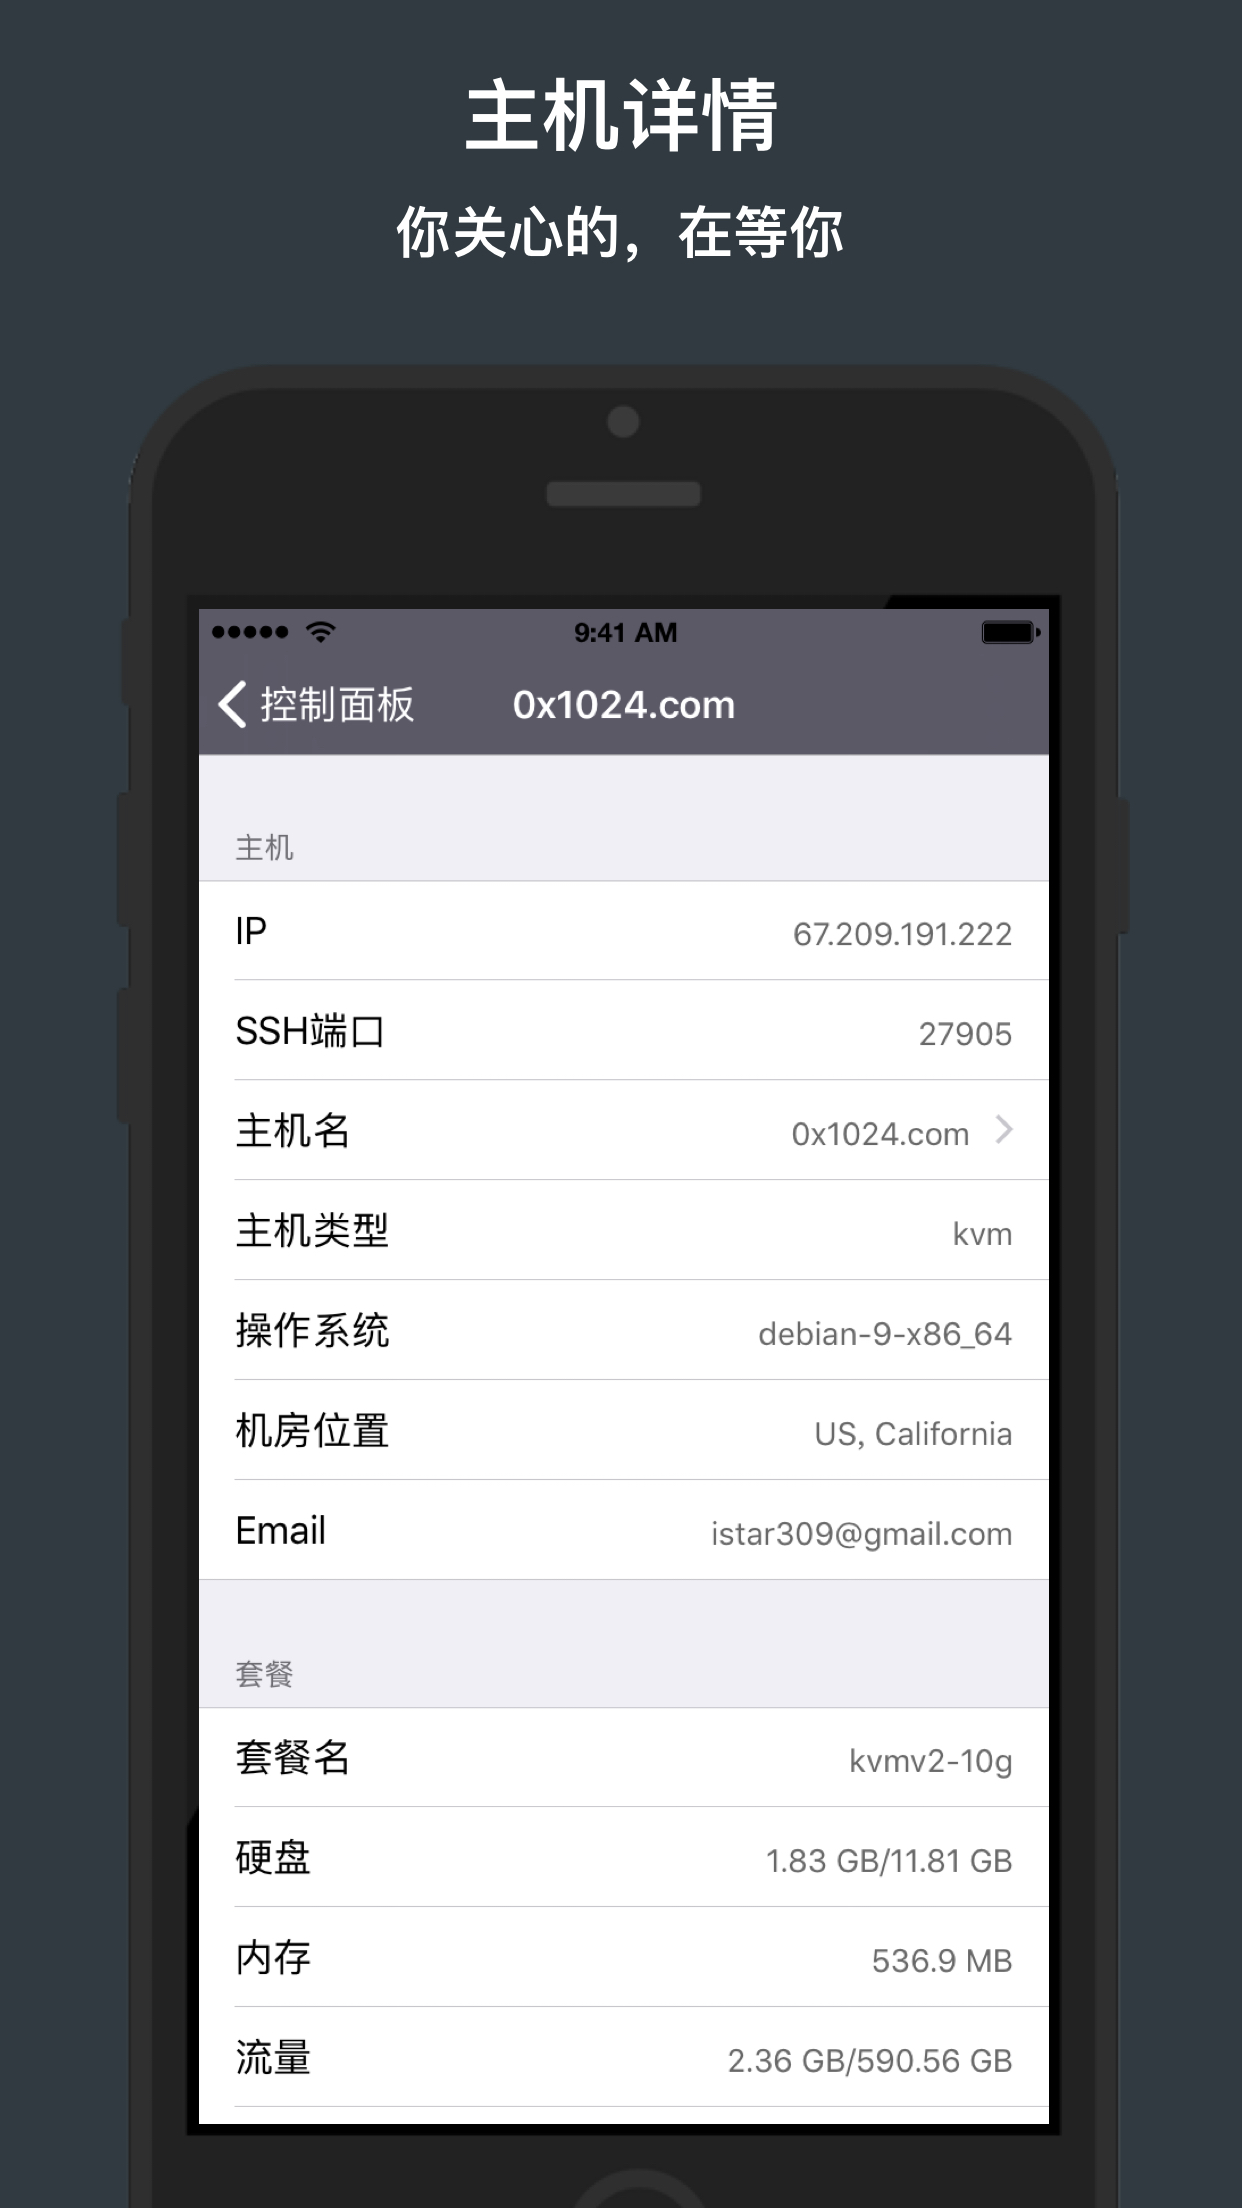 主机详情
你关心的，在等你
9:41 AM
控制面板 0x1024.com
主机
IP 67.209.191.222
SSH端口 27905
主机名 0x1024.com
主机类型 kvm
操作系统 debian-9-x86_64
机房位置 US, California
Email istar309@gmail.com
套餐
套餐名 kvmv2-10g
硬盘 1.83 GB/11.81 GB
内存 536.9 MB
流量 2.36 GB/590.56 GB